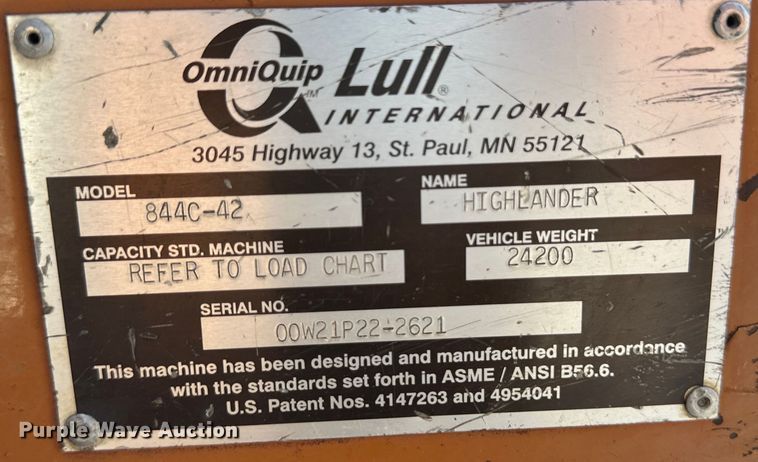 OmniQuip TM Lull ®
INTERNATIONAL
3045 Highway 13, St. Paul, MN 55121
MODEL NAME
844C-42 HIGHLANDER
CAPACITY STD. MACHINE VEHICLE WEIGHT
REFER TO LOAD CHART 24200
SERIAL NO.
00W21P22-2621
This machine has been designed and manufactured in accordance
with the standards set forth in ASME / ANSI B56.6.
U.S. Patent Nos. 4147263 and 4954041
Purple Wave Auction